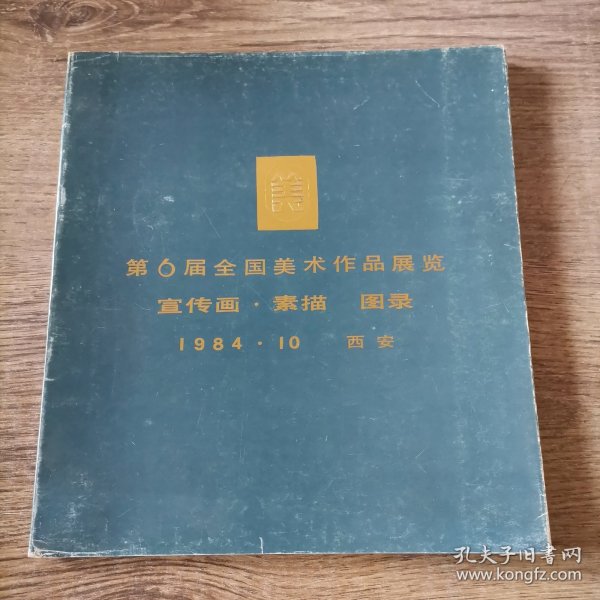 美
第6届全国美术作品展览
宣传画·素描 图录
1984·10 西安
孔夫子旧书网
www.kongfz.com